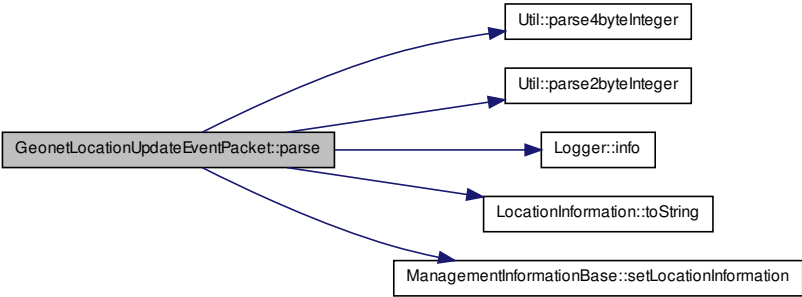 Util::parse4byteInteger
Util::parse2byteInteger
GeonetLocationUpdateEventPacket::parse
Logger::info
LocationInformation::toString
ManagementInformationBase::setLocationInformation